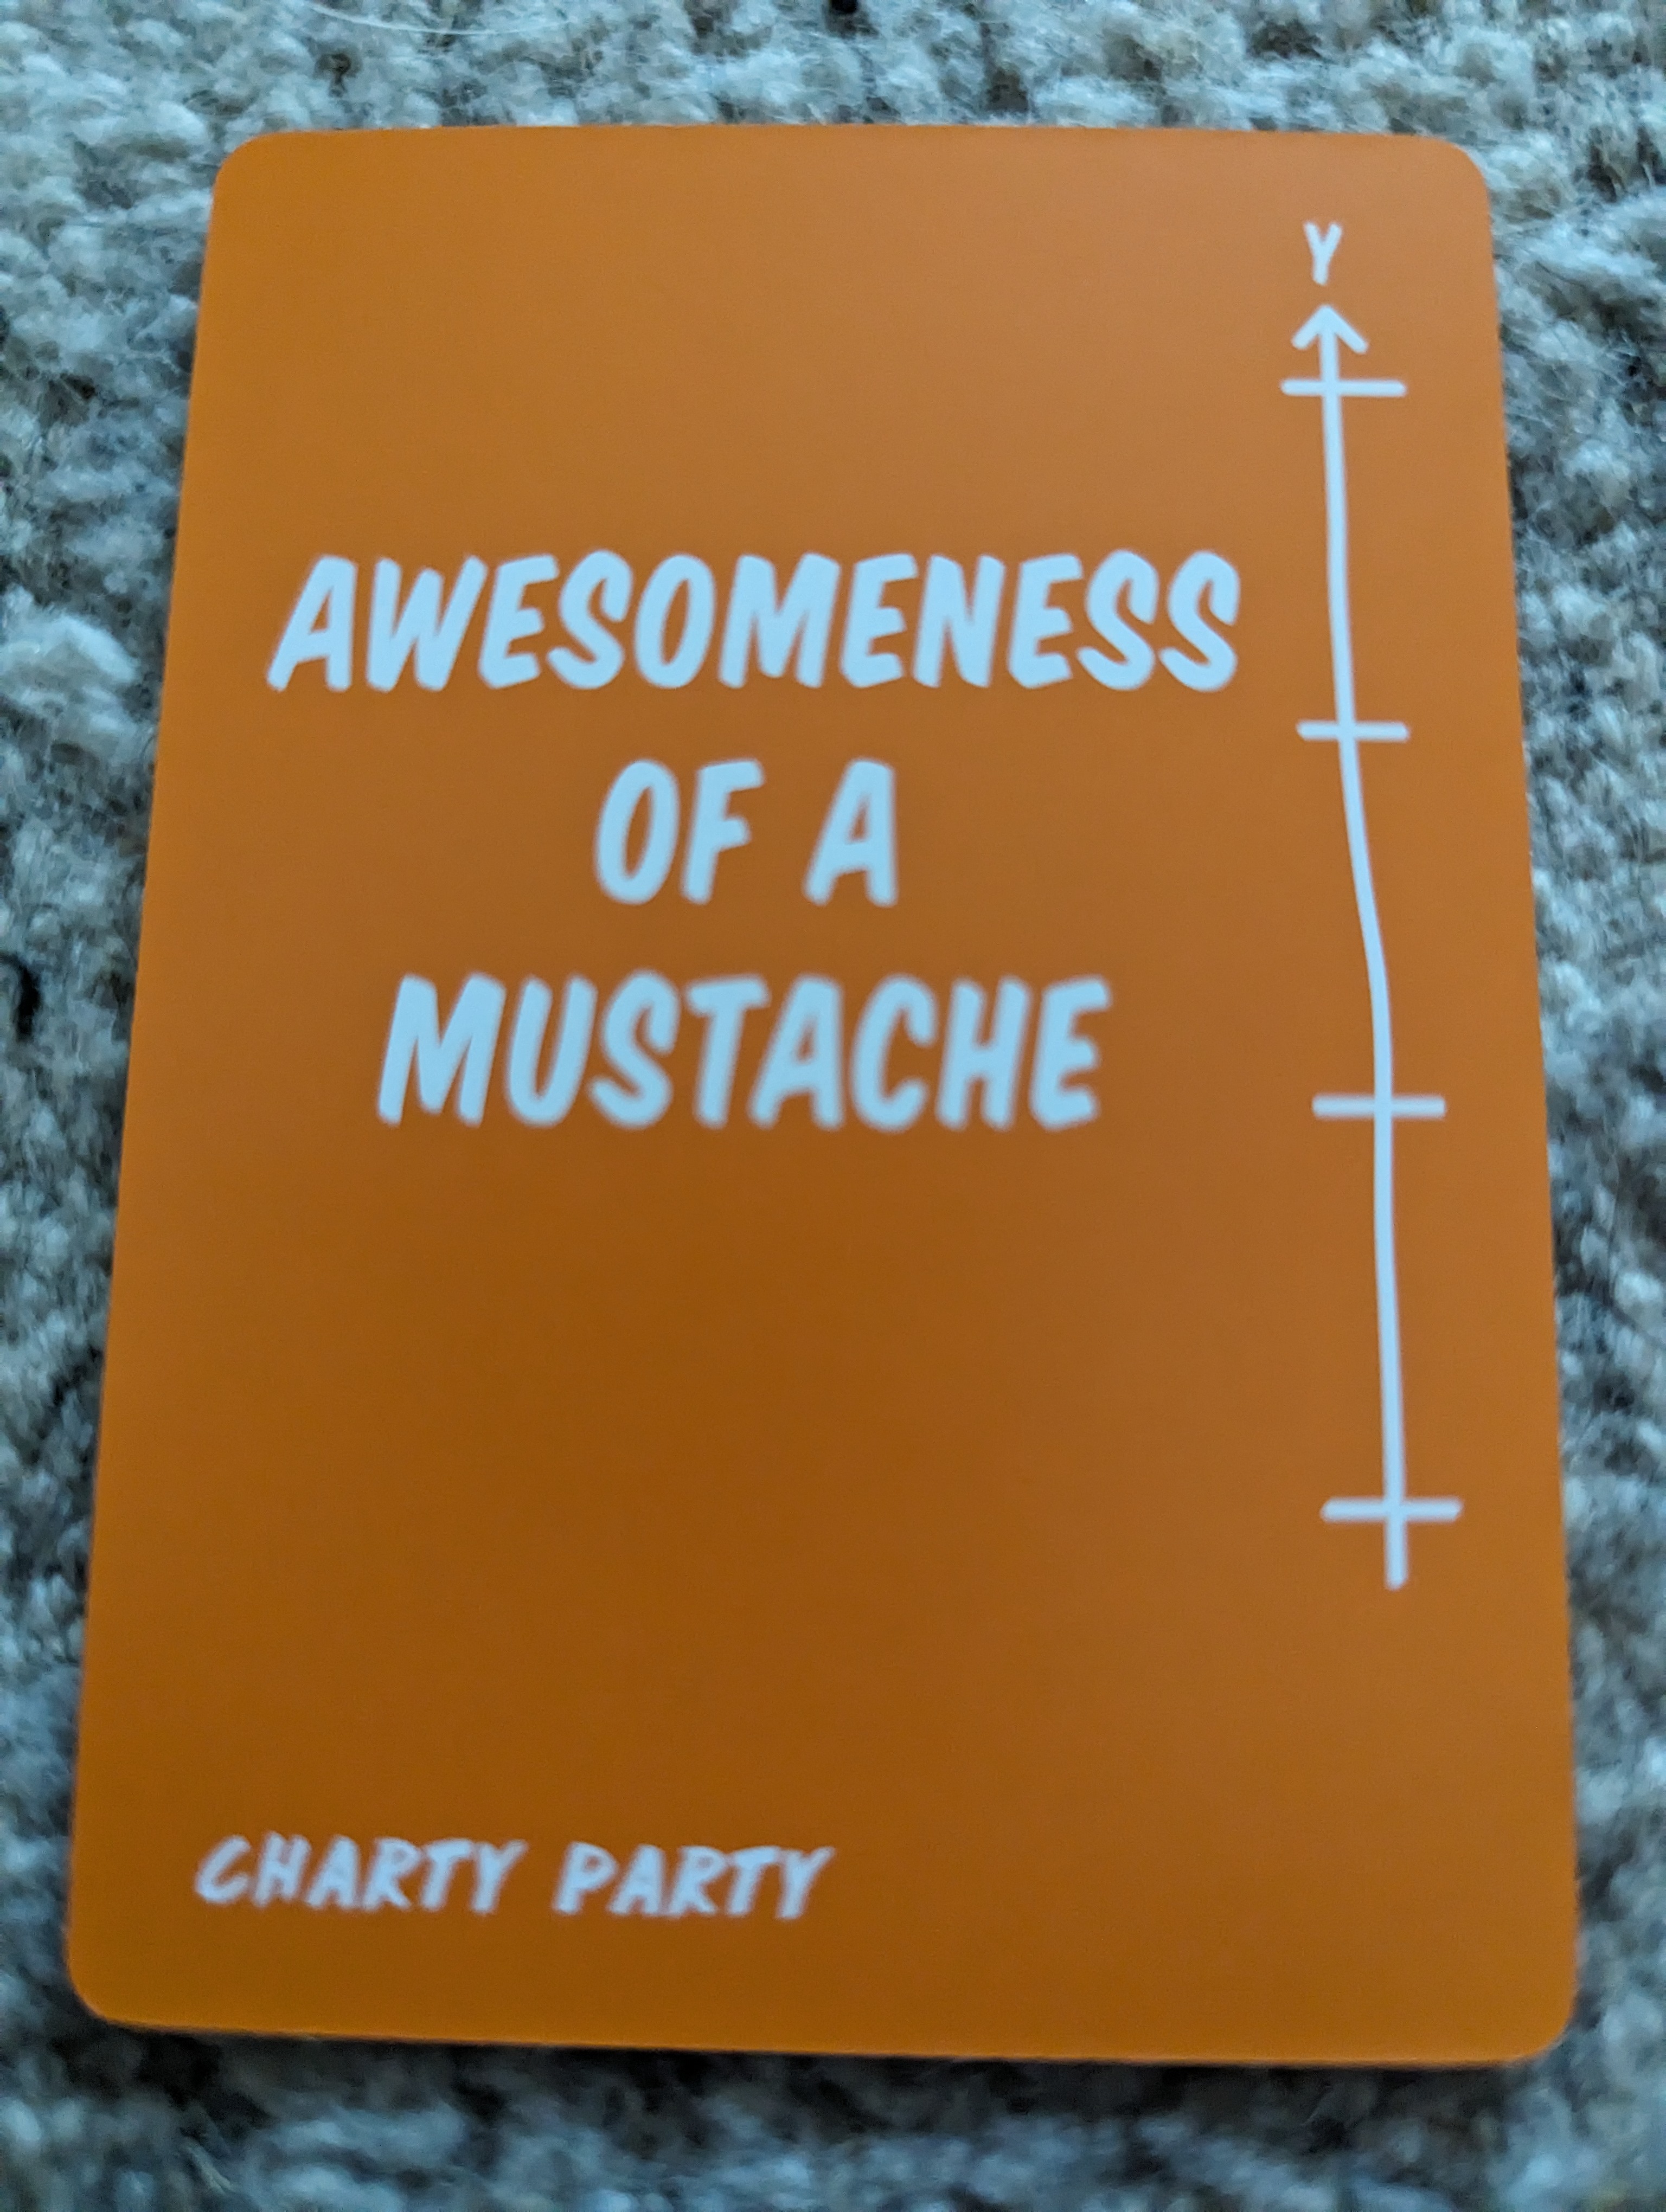 Y
AWESOMENESS
OF A
MUSTACHE
CHARTY PARTY